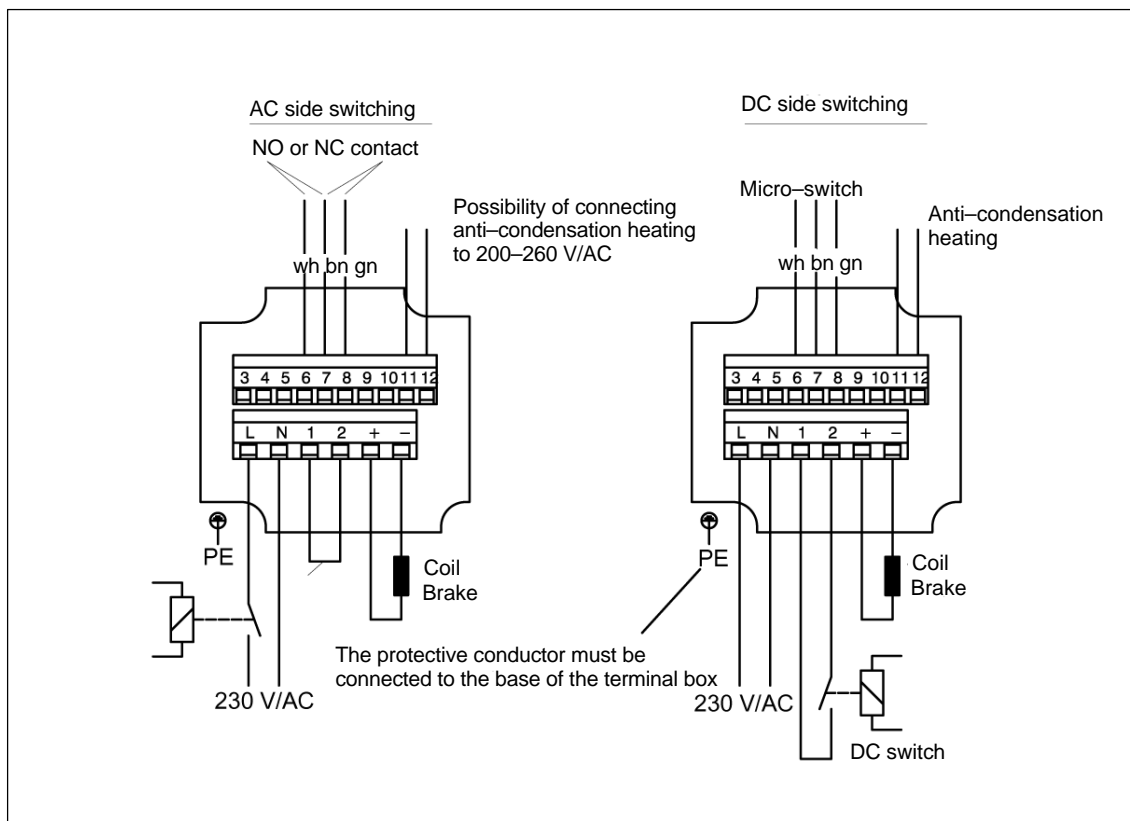 AC side switching
NO or NC contact
Possibility of connecting
anti–condensation heating
to 200–260 V/AC
wh bn gn
3 4 5 6 7 8 9 10 11 12
L N 1 2 + −
PE
Coil
Brake
230 V/AC
The protective conductor must be
connected to the base of the terminal box
DC side switching
Micro–switch
Anti–condensation
heating
wh bn gn
3 4 5 6 7 8 9 10 11 12
L N 1 2 + −
PE
Coil
Brake
230 V/AC
DC switch